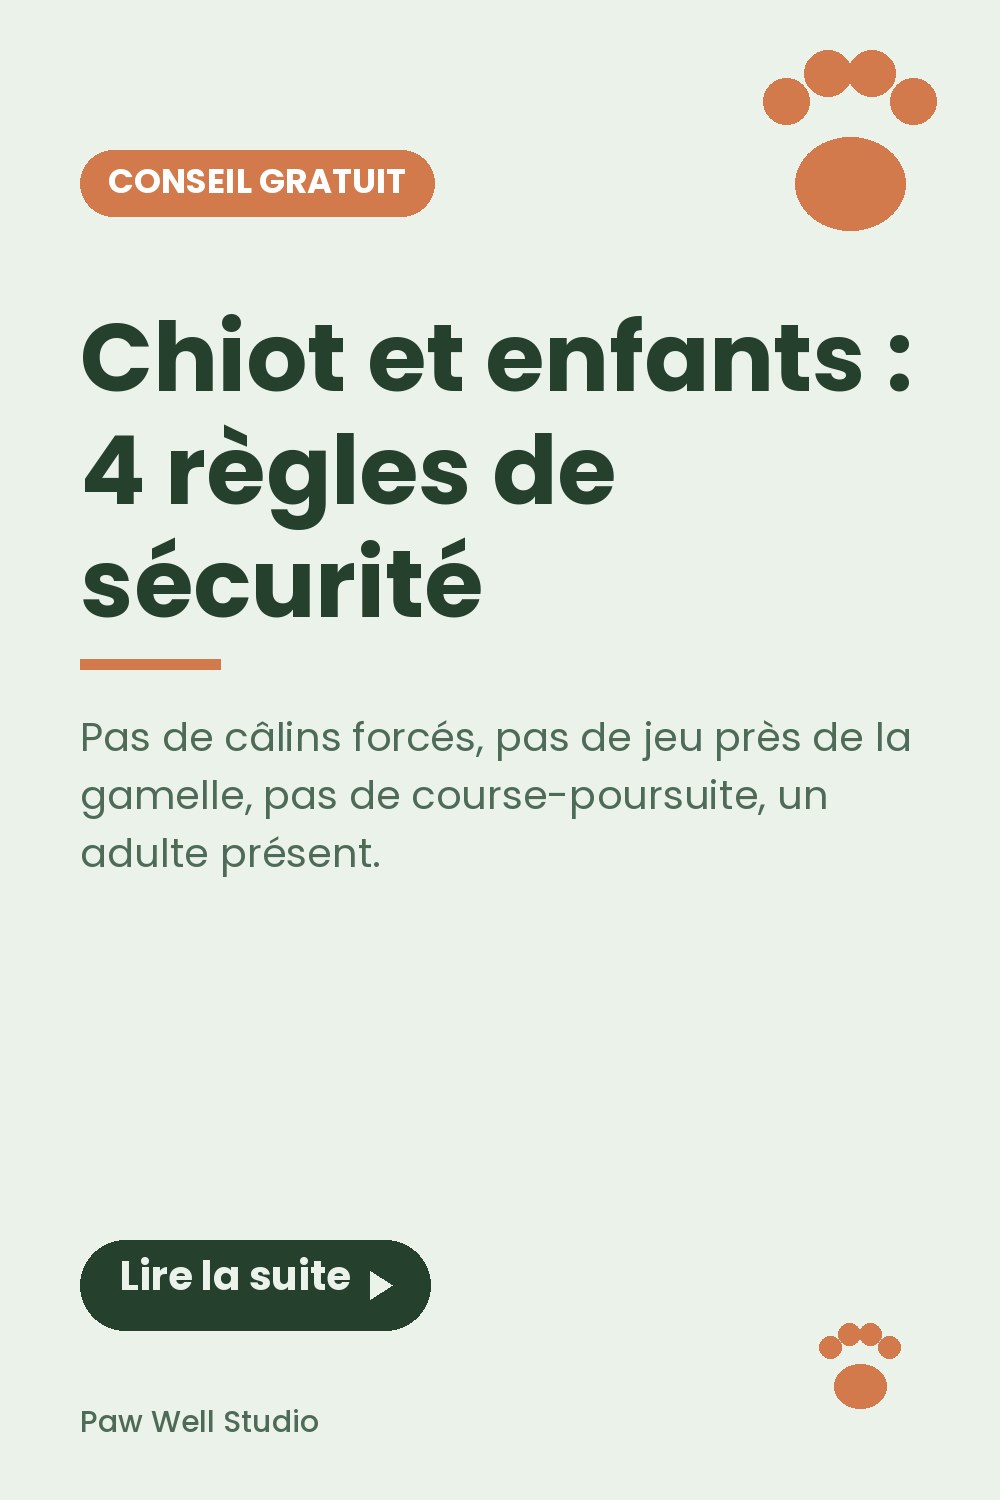 CONSEIL GRATUIT
Chiot et enfants :
4 règles de
sécurité
Pas de câlins forcés, pas de jeu près de la
gamelle, pas de course-poursuite, un
adulte présent.
Lire la suite
Paw Well Studio